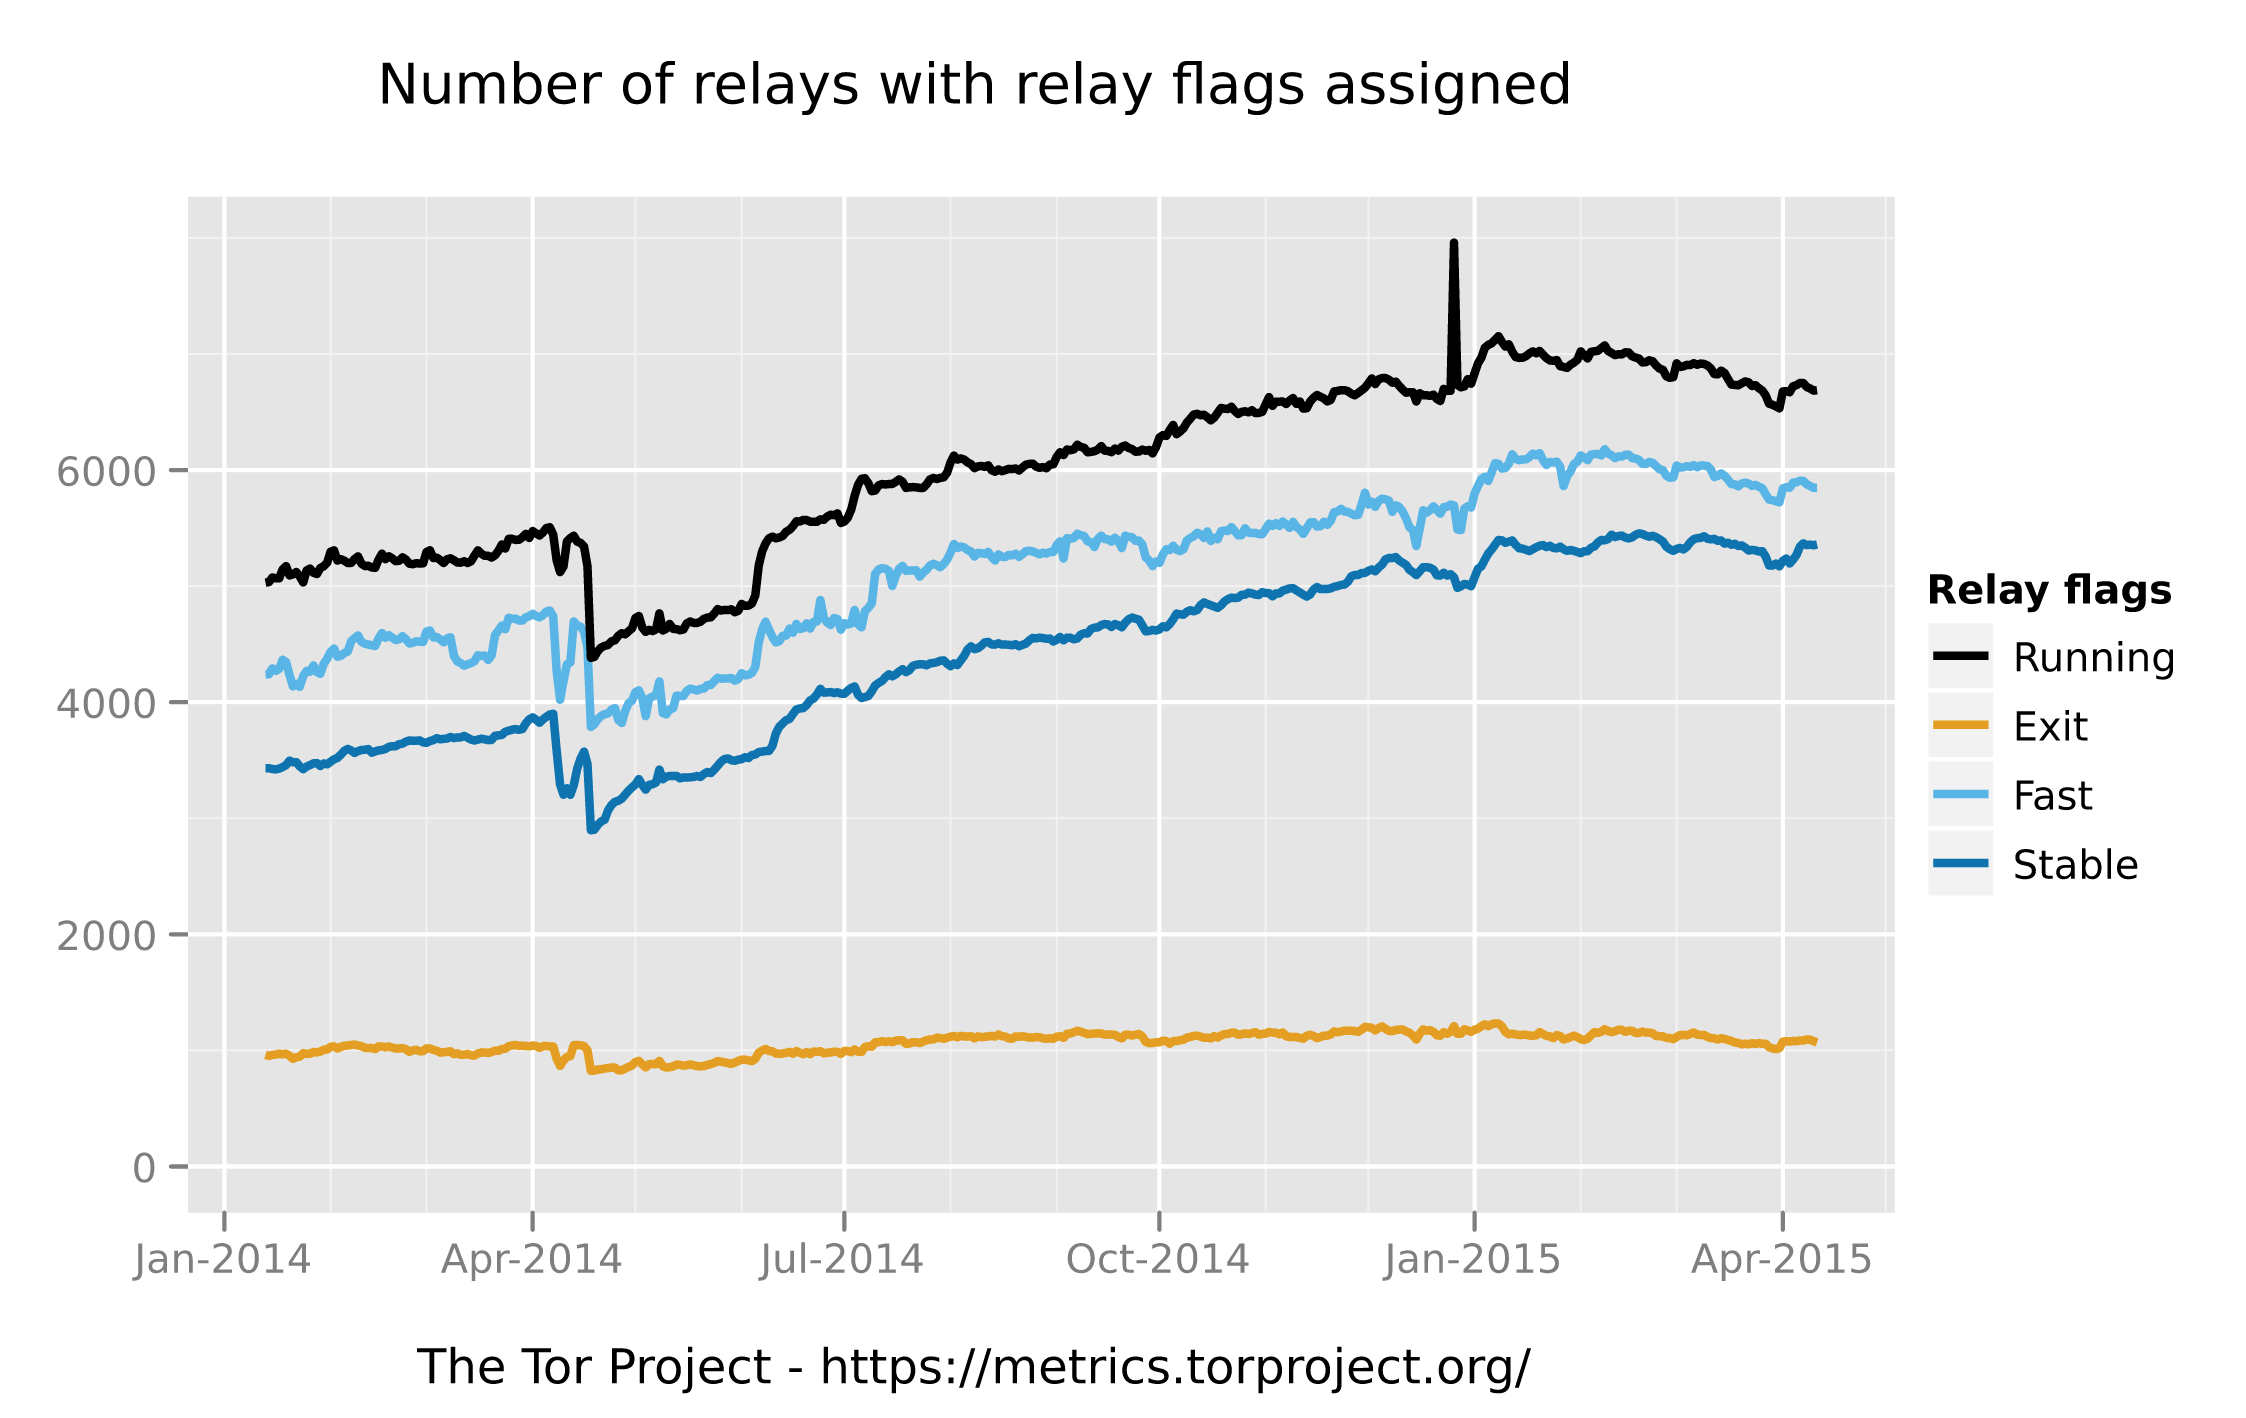 Number of relays with relay flags assigned
6000
4000
2000
0
Jan-2014 Apr-2014 Jul-2014 Oct-2014 Jan-2015 Apr-2015
Relay flags
Running
Exit
Fast
Stable
The Tor Project - https://metrics.torproject.org/